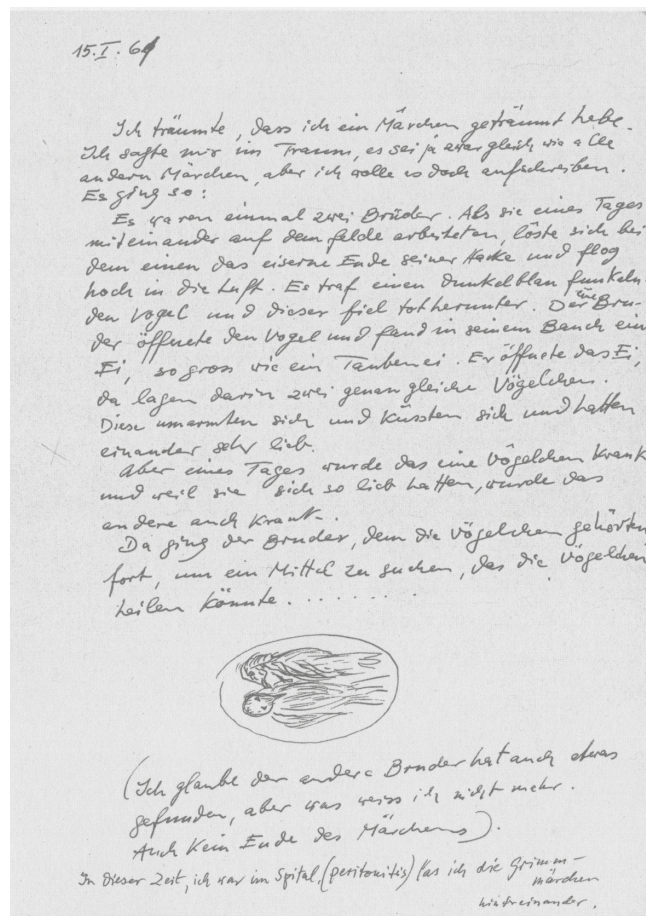 15.I.61
Ich träumte, dass ich ein Märchen geträumt habe.
Ich sagte mir im Traum, es sei ja zwar gleich wie alle
andern Märchen, aber ich wolle es doch aufschreiben.
Es ging so:
Es waren einmal zwei Brüder. Als sie eines Tages
miteinander auf dem Felde arbeiteten, löste sich bei
dem einen das eiserne Ende seiner Hacke und flog
hoch in die Luft. Es traf einen dunkelblau funkeln-
den Vogel und dieser fiel tot herunter. Der eine Bru-
der öffnete den Vogel und fand in seinem Bauch ein
Ei, so gross wie ein Taubenei. Er öffnete das Ei,
da lagen darin zwei genau gleiche Vögelchen.
Diese umarmten sich und küssten sich und hatten
einander sehr lieb.
Aber eines Tages wurde das eine Vögelchen krank
und weil sie sich so lieb hatten, wurde das
andere auch krank.
Da ging der Bruder, dem die Vögelchen gehörten
fort, um ein Mittel zu suchen, das die Vögelchen
heilen könnte. . . . . . . .
(Ich glaube der andere Bruder hat auch etwas
gefunden, aber was weiss ich nicht mehr.
Auch kein Ende des Märchens).
In dieser Zeit, ich war im Spital, (peritonitis) las ich die Grimm-
märchen
hintereinander.